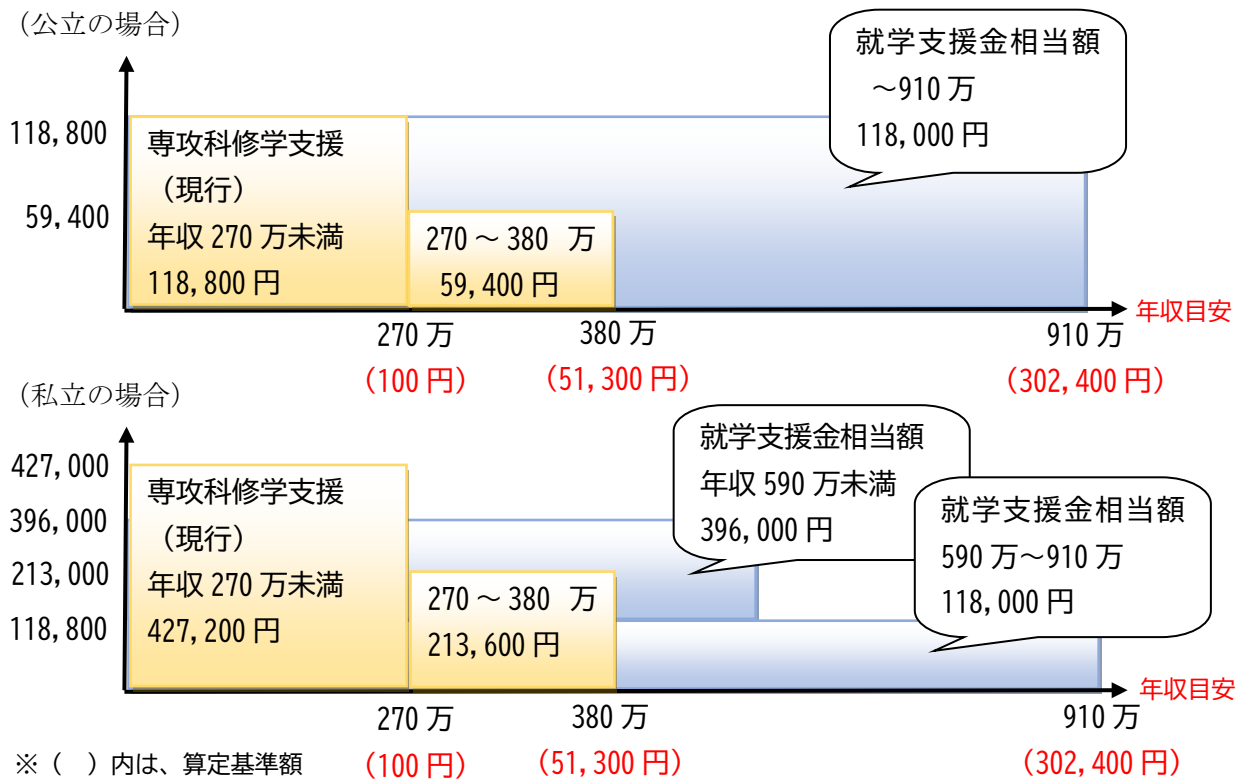 （公立の場合）
118,800
59,400
専攻科修学支援
（現行）
年収 270 万未満
118,800 円
270 ～ 380 万
59,400 円
就学支援金相当額
～910 万
118,000 円
270 万
380 万
910 万
年収目安
（100 円）
（51,300 円）
（302,400 円）
（私立の場合）
427,000
396,000
213,000
118,800
専攻科修学支援
（現行）
年収 270 万未満
427,200 円
270 ～ 380 万
213,600 円
就学支援金相当額
年収 590 万未満
396,000 円
就学支援金相当額
590 万～910 万
118,000 円
270 万
380 万
910 万
年収目安
※（ ）内は、算定基準額
（100 円）
（51,300 円）
（302,400 円）